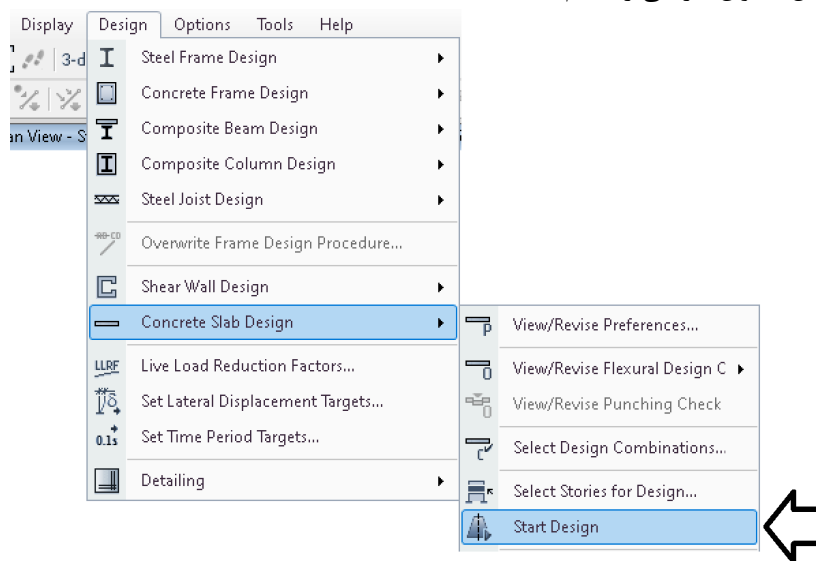 Display Design Options Tools Help
3-d
Steel Frame Design
Concrete Frame Design
Composite Beam Design
an View - S
Composite Column Design
Steel Joist Design
Overwrite Frame Design Procedure...
Shear Wall Design
Concrete Slab Design
View/Revise Preferences...
LLRF Live Load Reduction Factors...
View/Revise Flexural Design C
Set Lateral Displacement Targets...
View/Revise Punching Check
0.1s Set Time Period Targets...
Select Design Combinations...
Detailing
Select Stories for Design...
Start Design